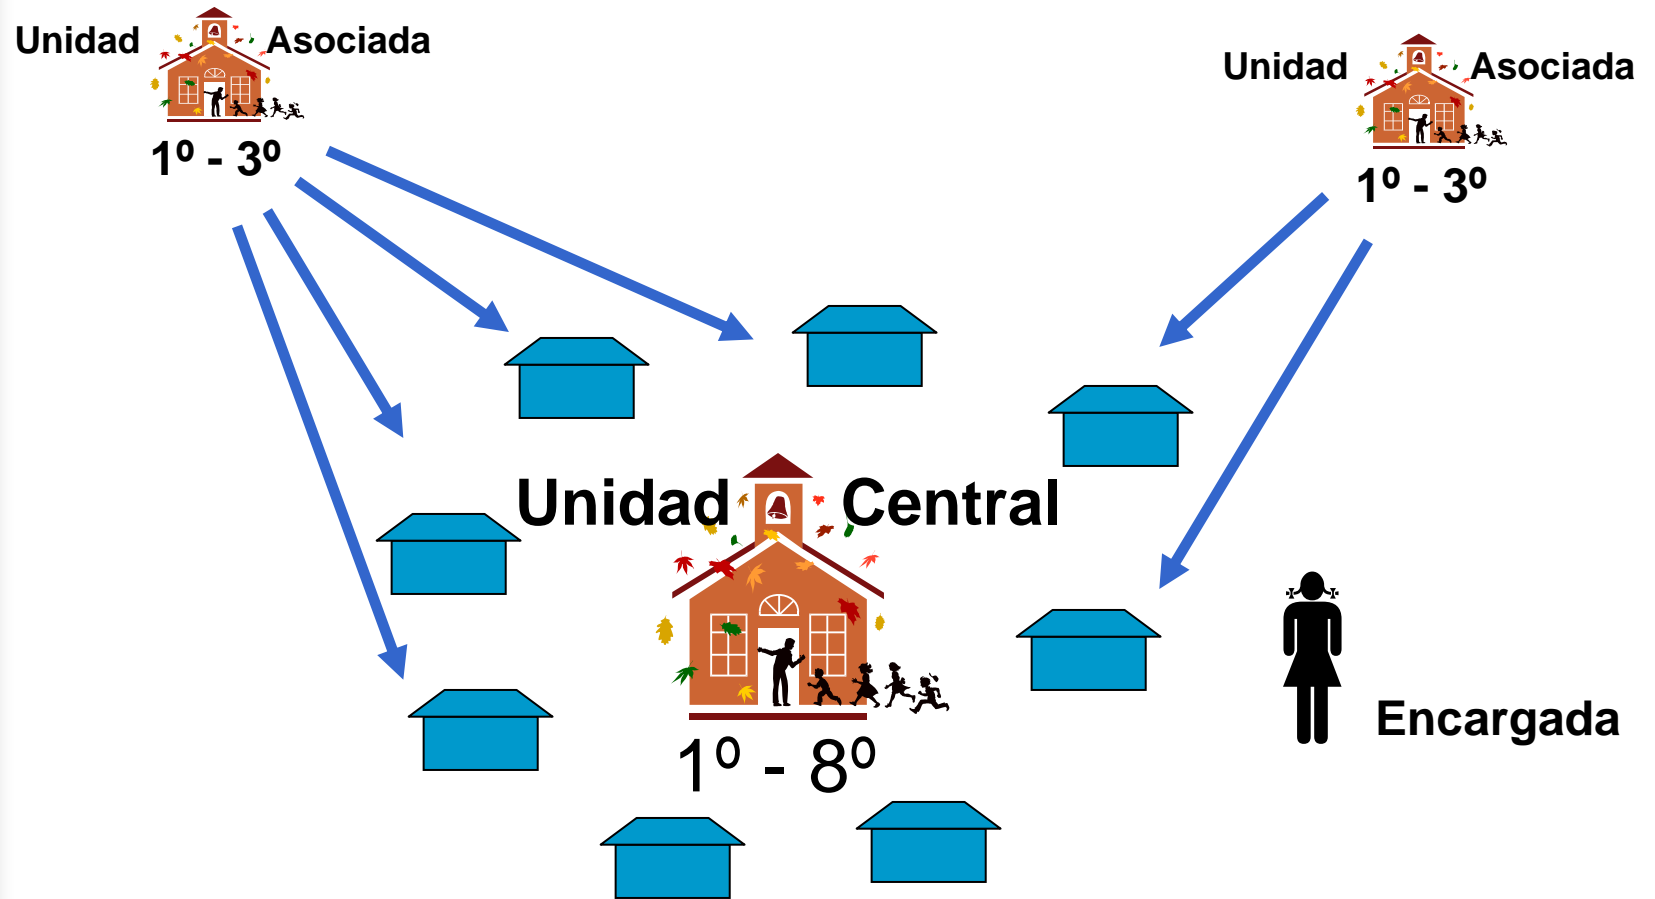 Unidad Asociada
1º - 3º
Unidad Asociada
1º - 3º
Unidad Central
1º - 8º
Encargada